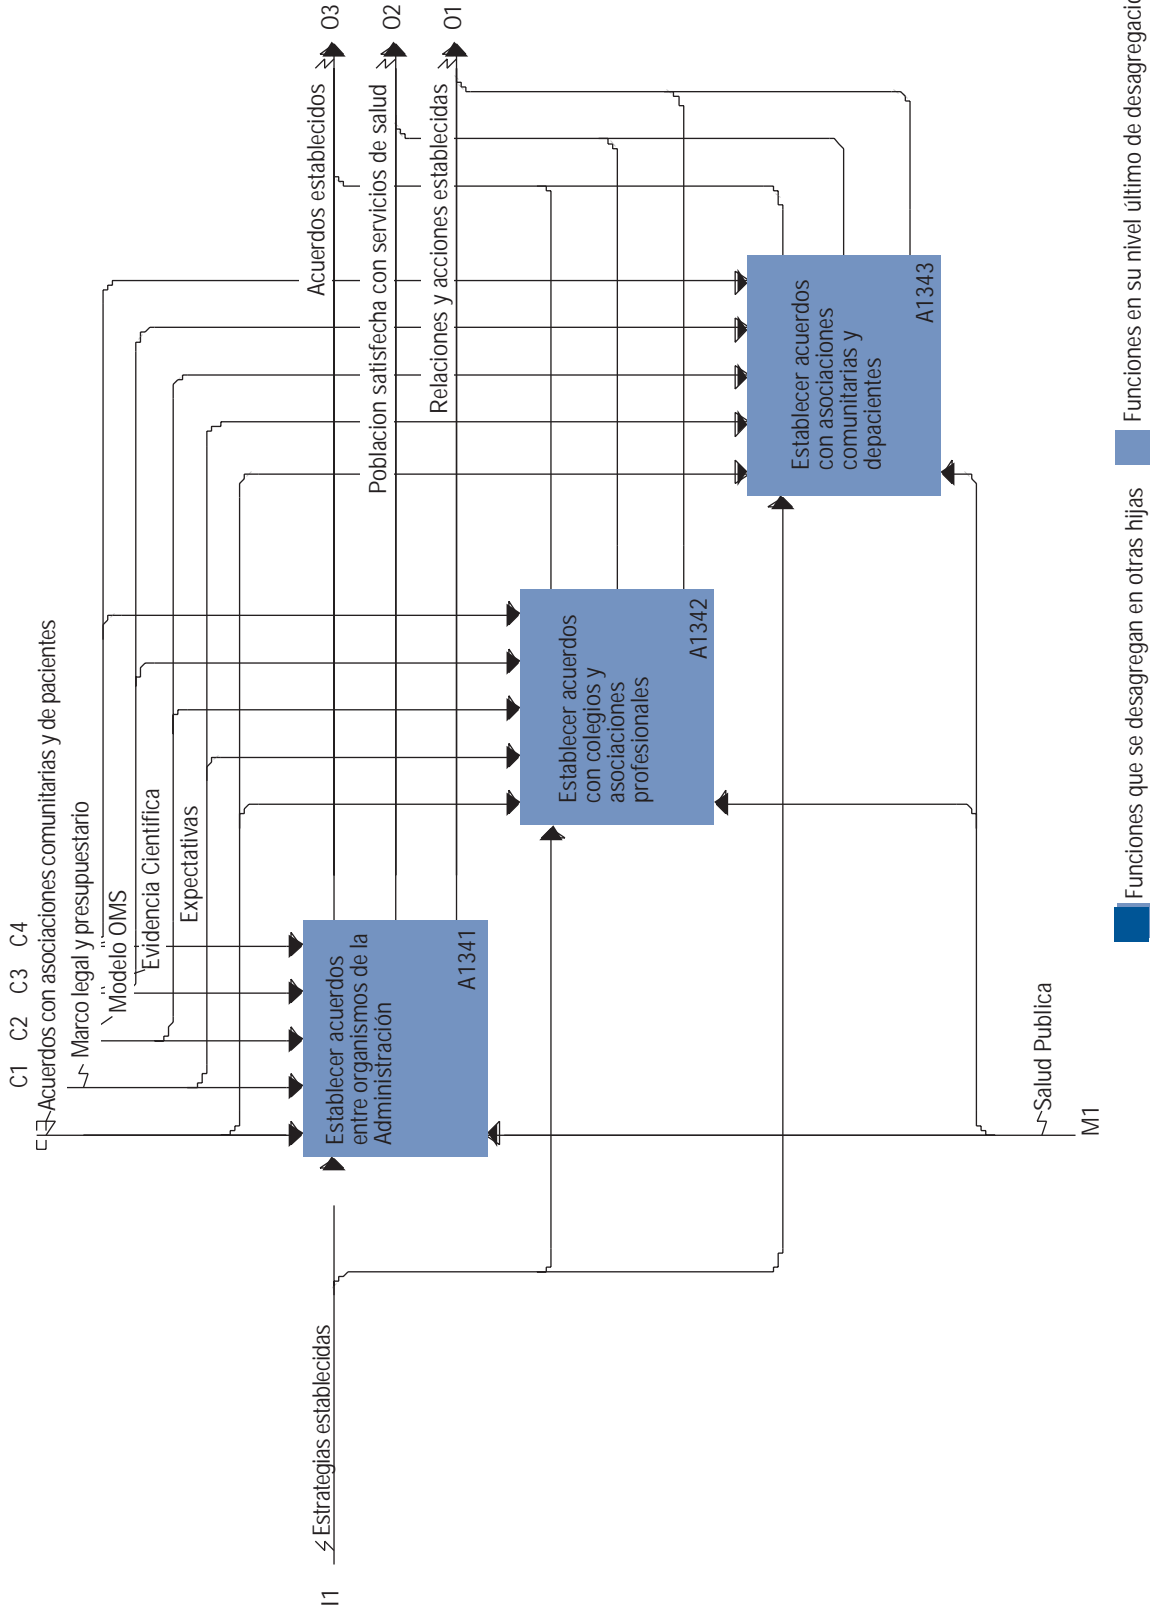 C1 C2 C3 C4
Acuerdos con asociaciones comunitarias y de pacientes
Marco legal y presupuestario
Modelo OMS
Evidencia Cientifica
Expectativas
Acuerdos establecidos
O3
Poblacion satisfecha con servicios de salud
O2
Relaciones y acciones establecidas
O1
I1
Estrategias establecidas
Establecer acuerdos
entre organismos de la
Administración
A1341
Establecer acuerdos
con colegios y
asociaciones
profesionales
A1342
Establecer acuerdos
con asociaciones
comunitarias y
depacientes
A1343
Salud Publica
M1
Funciones que se desagregan en otras hijas
Funciones en su nivel último de desagregacio